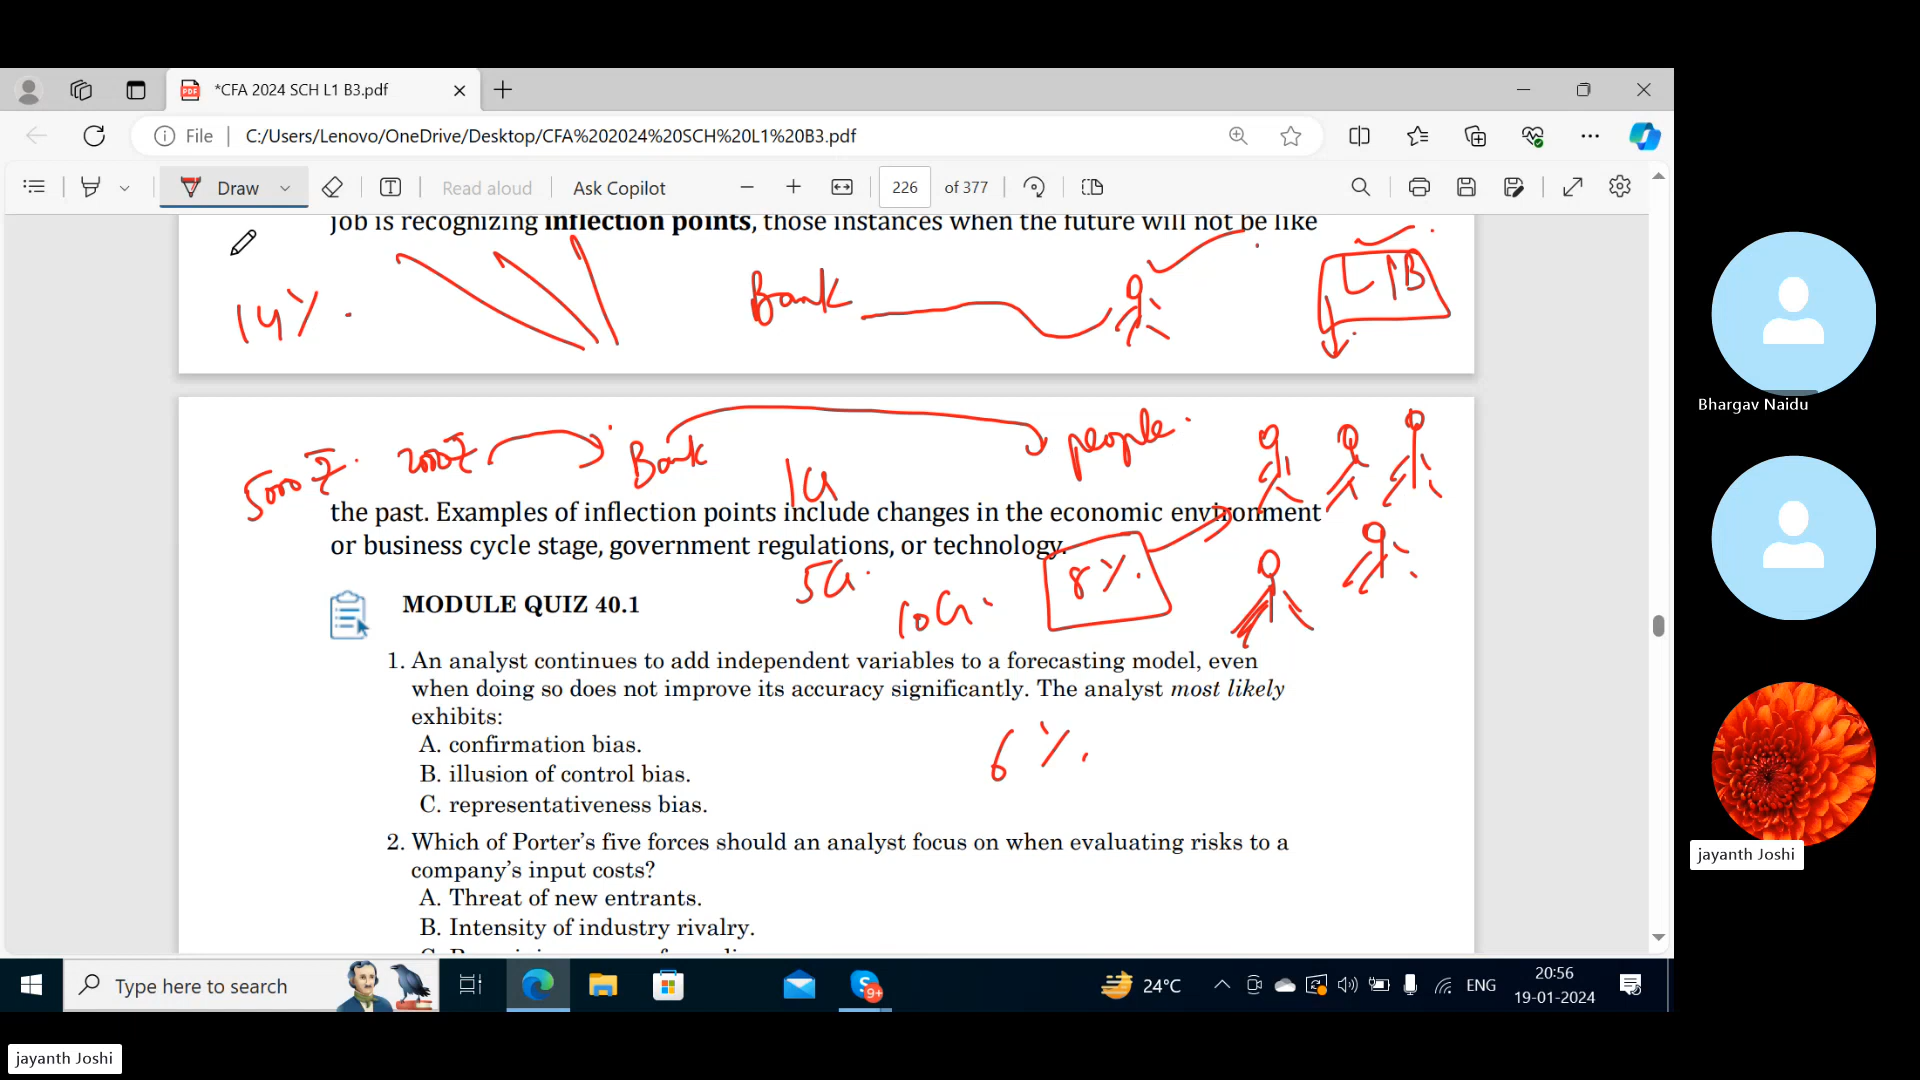 *CFA 2024 SCH L1 B3.pdf
File
C:/Users/Lenovo/OneDrive/Desktop/CFA%202024%20SCH%20L1%20B3.pdf
Draw
Read aloud
Ask Copilot
226 of 377
job is recognizing inflection points, those instances when the future will not be like
14%.
Bank
5000
2000
Bank
people.
1G
the past. Examples of inflection points include changes in the economic environment
or business cycle stage, government regulations, or technology.
5G.
10G.
8%.
MODULE QUIZ 40.1
1. An analyst continues to add independent variables to a forecasting model, even
when doing so does not improve its accuracy significantly. The analyst most likely
exhibits:
A. confirmation bias.
B. illusion of control bias.
C. representativeness bias.
6%.
2. Which of Porter's five forces should an analyst focus on when evaluating risks to a
company's input costs?
A. Threat of new entrants.
B. Intensity of industry rivalry.
Type here to search
9+
24°C
ENG
20:56
19-01-2024
Bhargav Naidu
jayanth Joshi
jayanth Joshi